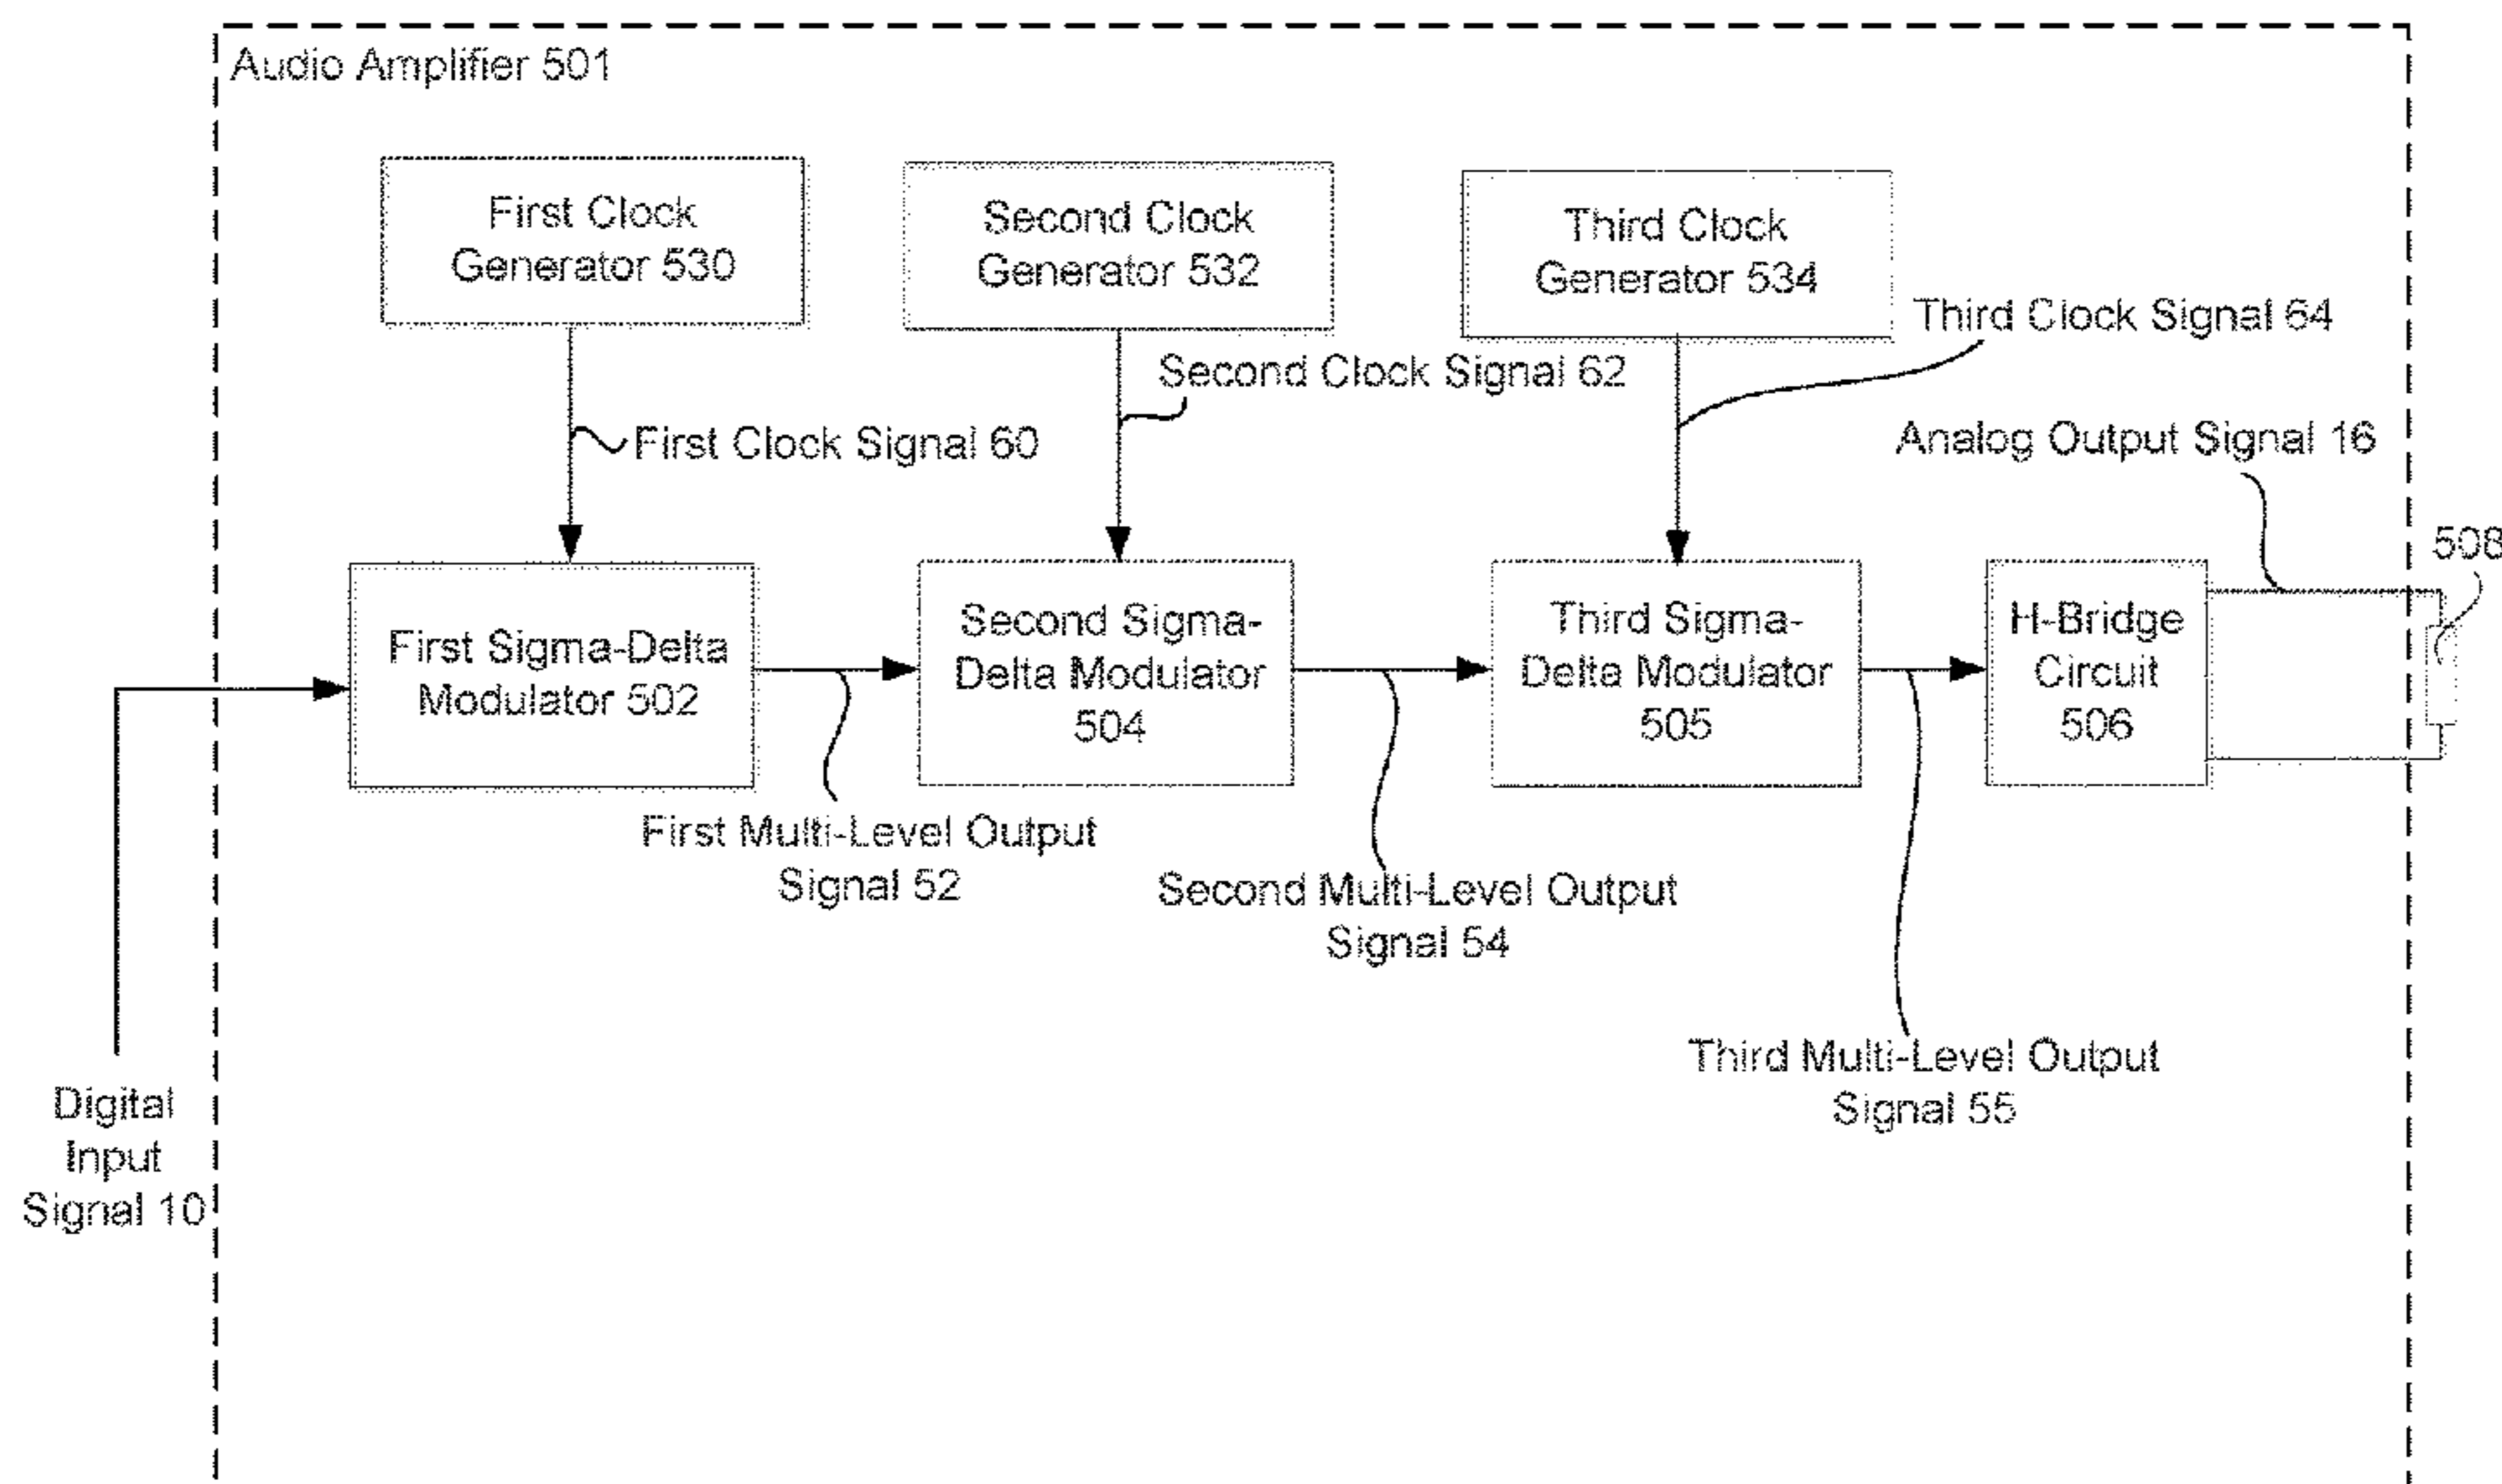 Audio Amplifier 501
First Clock
Generator 530
Second Clock
Generator 532
Third Clock
Generator 534
Third Clock Signal 64
Second Clock Signal 62
First Clock Signal 60
Analog Output Signal 16
508
First Sigma-Delta
Modulator 502
Second Sigma-
Delta Modulator
504
Third Sigma-
Delta Modulator
505
H-Bridge
Circuit
506
First Multi-Level Output
Signal 52
Second Multi-Level Output
Signal 54
Third Multi-Level Output
Signal 55
Digital
Input
Signal 10